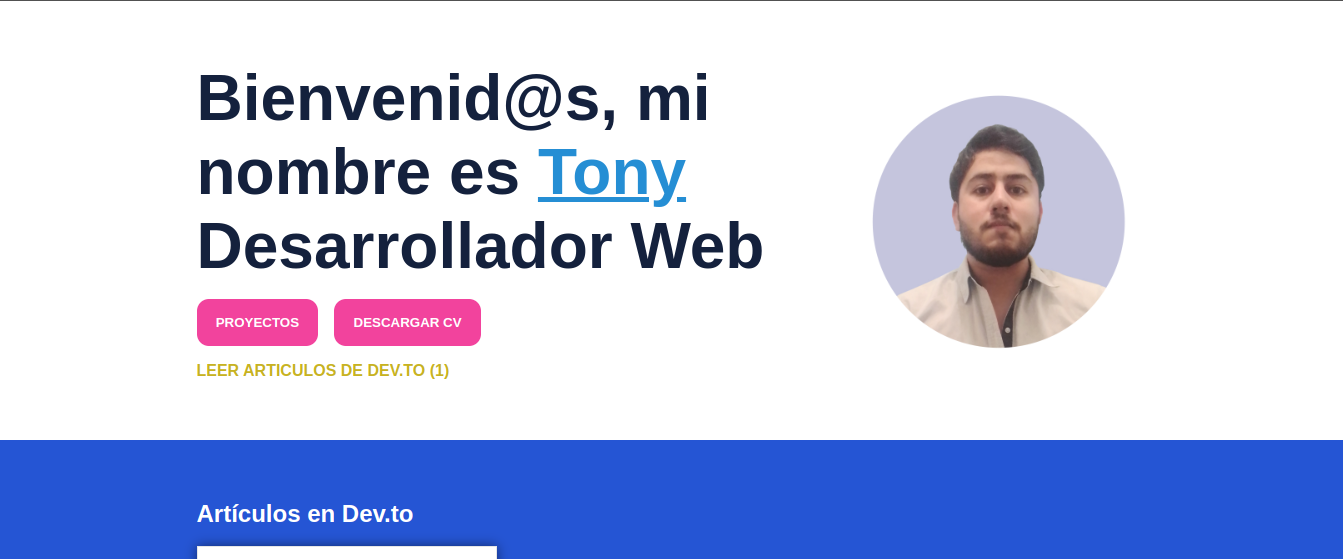 Bienvenid@s, mi
nombre es Tony
Desarrollador Web
PROYECTOS DESCARGAR CV
LEER ARTICULOS DE DEV.TO (1)
Artículos en Dev.to